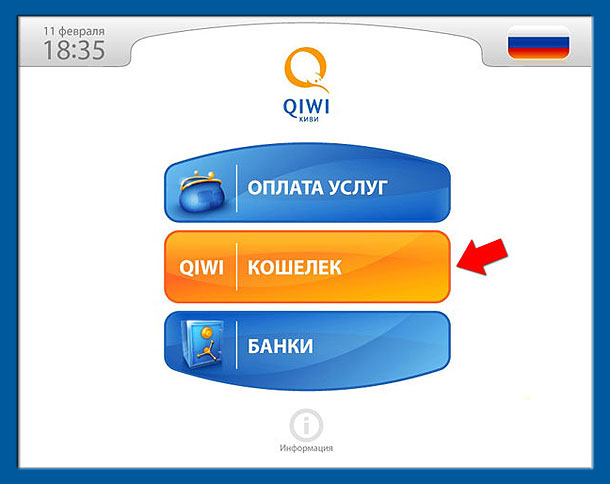 11 февраля
18:35
QIWI
КИВИ
ОПЛАТА УСЛУГ
QIWI КОШЕЛЕК
БАНКИ
Информация